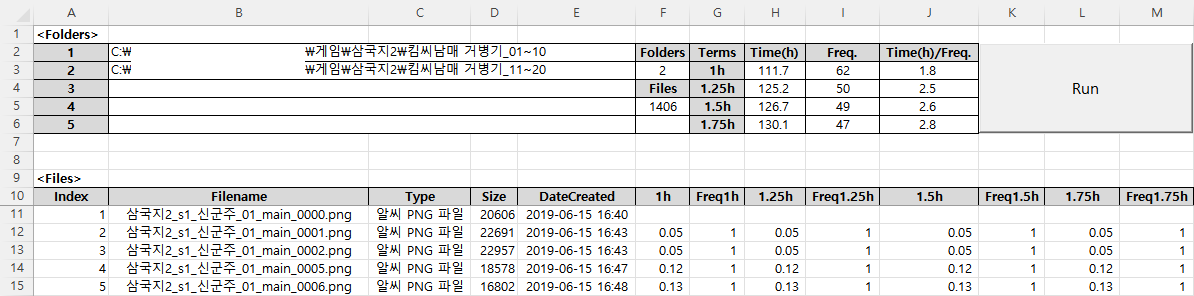 A B C D E F G H I J K L M
1 <Folders>
2 1 C:₩ ₩게임₩삼국지2₩킴씨남매 거병기_01~10 Folders Terms Time(h) Freq. Time(h)/Freq.
3 2 C:₩ ₩게임₩삼국지2₩킴씨남매 거병기_11~20 2 1h 111.7 62 1.8
Run
4 3 Files 1.25h 125.2 50 2.5
5 4 1406 1.5h 126.7 49 2.6
6 5 1.75h 130.1 47 2.8
7
8
9 <Files>
10 Index Filename Type Size DateCreated 1h Freq1h 1.25h Freq1.25h 1.5h Freq1.5h 1.75h Freq1.75h
11 1 삼국지2_s1_신군주_01_main_0000.png 알씨 PNG 파일 20606 2019-06-15 16:40
12 2 삼국지2_s1_신군주_01_main_0001.png 알씨 PNG 파일 22691 2019-06-15 16:43 0.05 1 0.05 1 0.05 1 0.05 1
13 3 삼국지2_s1_신군주_01_main_0002.png 알씨 PNG 파일 22957 2019-06-15 16:43 0.05 1 0.05 1 0.05 1 0.05 1
14 4 삼국지2_s1_신군주_01_main_0005.png 알씨 PNG 파일 18578 2019-06-15 16:47 0.12 1 0.12 1 0.12 1 0.12 1
15 5 삼국지2_s1_신군주_01_main_0006.png 알씨 PNG 파일 16802 2019-06-15 16:48 0.13 1 0.13 1 0.13 1 0.13 1